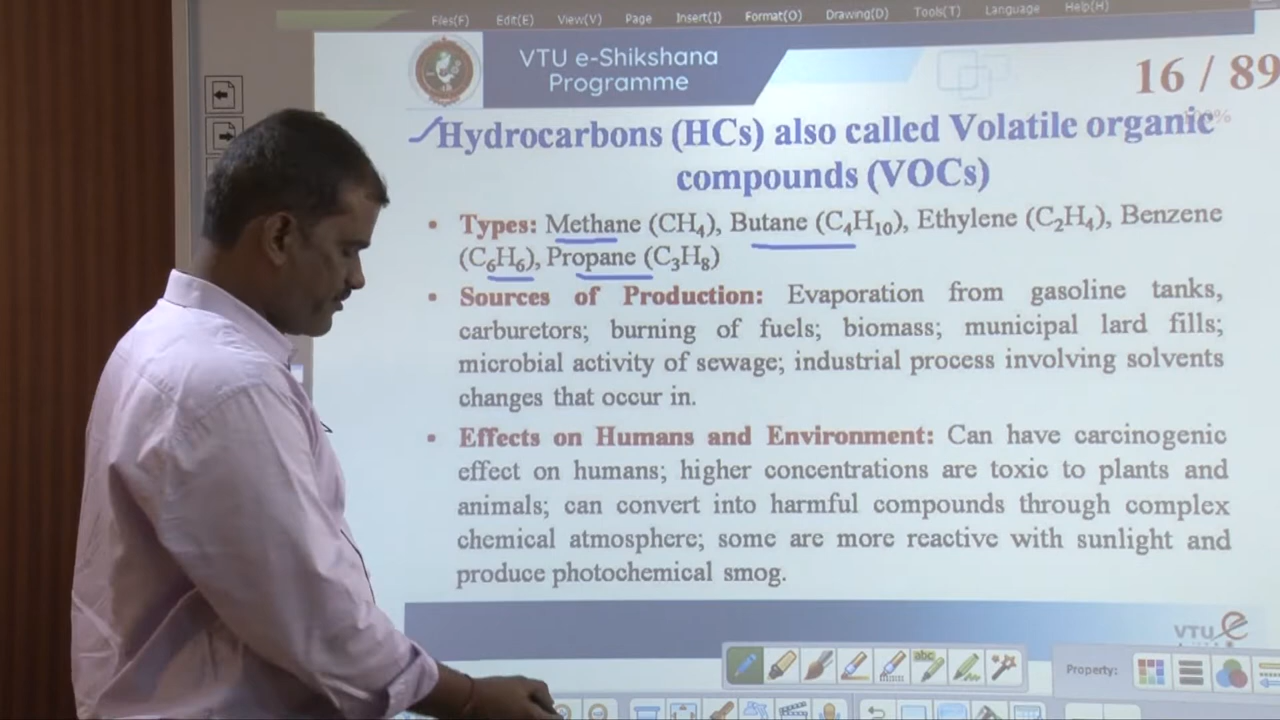 Files(F) Edit(E) View(V) Page Insert(I) Format(O) Drawing(D) Tools(T) Language Help(H)
VTU e-Shikshana
Programme
16 / 89
Hydrocarbons (HCs) also called Volatile organic
compounds (VOCs)
• Types: Methane (CH₄), Butane (C₄H₁₀), Ethylene (C₂H₄), Benzene
(C₆H₆), Propane (C₃H₈)
• Sources of Production: Evaporation from gasoline tanks,
carburetors; burning of fuels; biomass; municipal lard fills;
microbial activity of sewage; industrial process involving solvents
changes that occur in.
• Effects on Humans and Environment: Can have carcinogenic
effect on humans; higher concentrations are toxic to plants and
animals; can convert into harmful compounds through complex
chemical atmosphere; some are more reactive with sunlight and
produce photochemical smog.
VTU e
abc
Property: